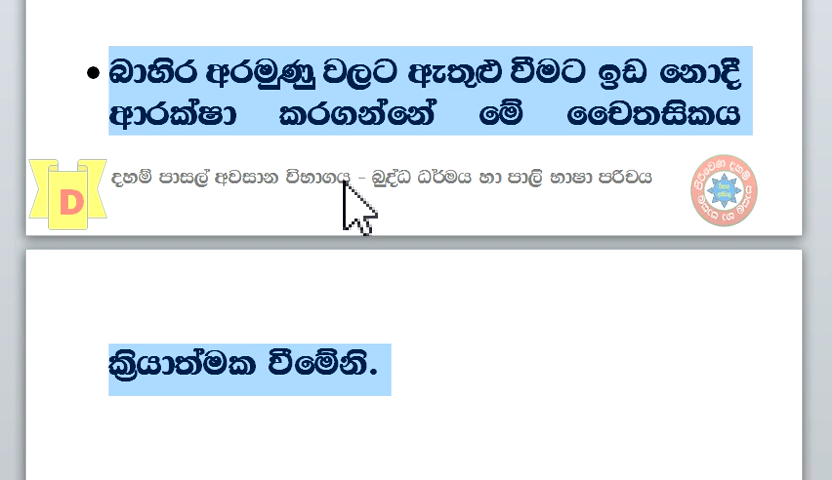 • බාහිර අරමුණු වලට ඇතුළු වීමට ඉඩ නොදී
ආරක්ෂා කරගන්නේ මේ චෛතසිකය
D
දහම් පාසල් අවසාන විභාගය - බුද්ධ ධර්මය හා පාලි භාෂා පරිචය
ක්‍රියාත්මක වීමේනි.